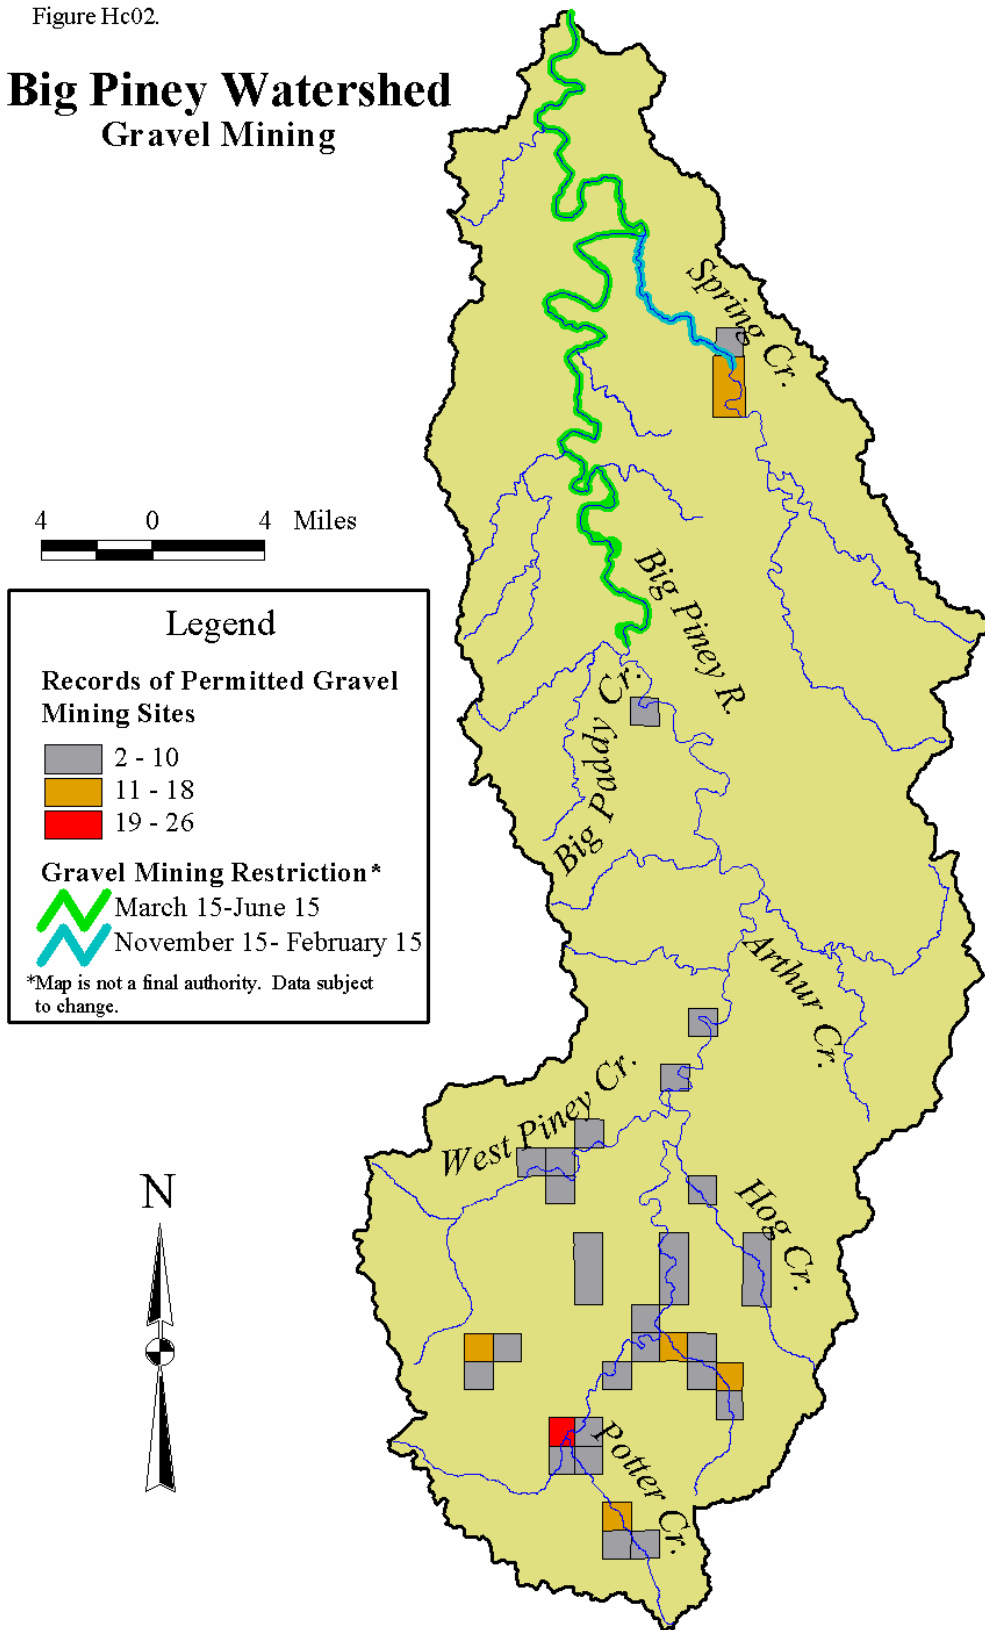 Figure Hc02.
Big Piney Watershed
Gravel Mining
Spring Cr.
4 0 4 Miles
Big Piney R.
Legend
Records of Permitted Gravel
Mining Sites
2 - 10
11 - 18
19 - 26
Gravel Mining Restriction*
March 15-June 15
November 15- February 15
*Map is not a final authority. Data subject
to change.
Big Paddy Cr.
Arthur Cr.
West Piney Cr.
N
Hog Cr.
Potter Cr.